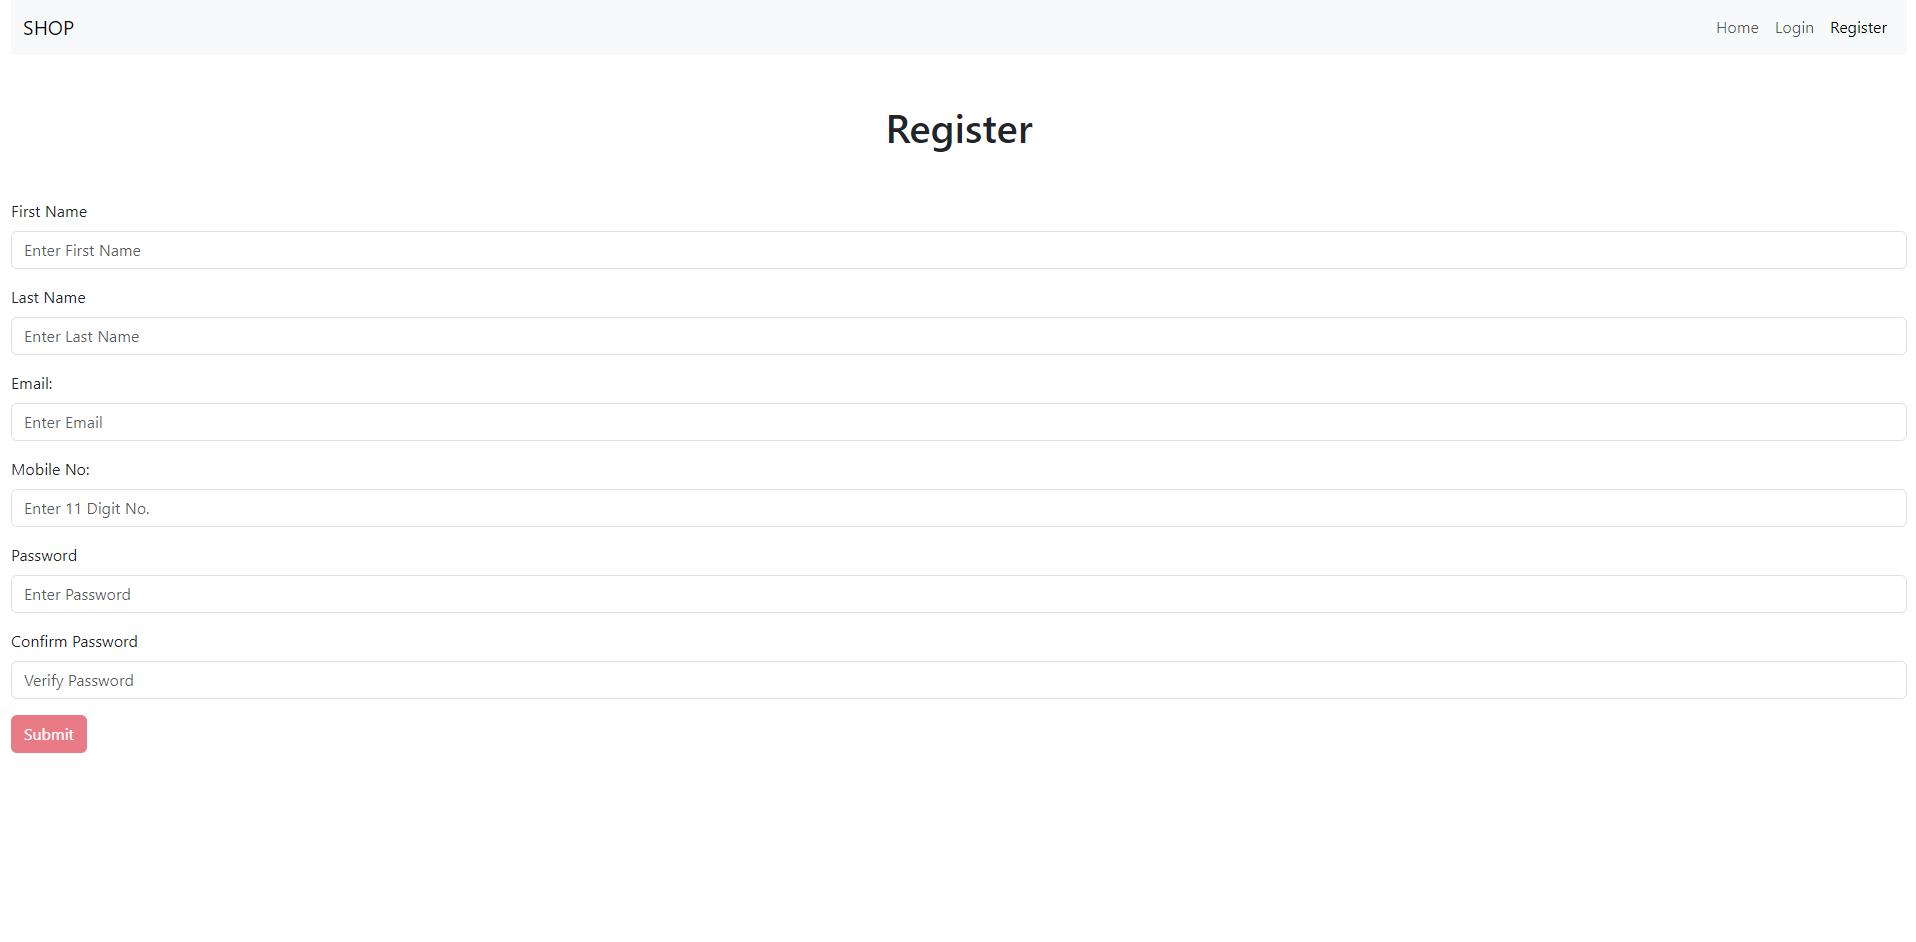 SHOP Home Login Register
Register
First Name
Enter First Name
Last Name
Enter Last Name
Email:
Enter Email
Mobile No:
Enter 11 Digit No.
Password
Enter Password
Confirm Password
Verify Password
Submit